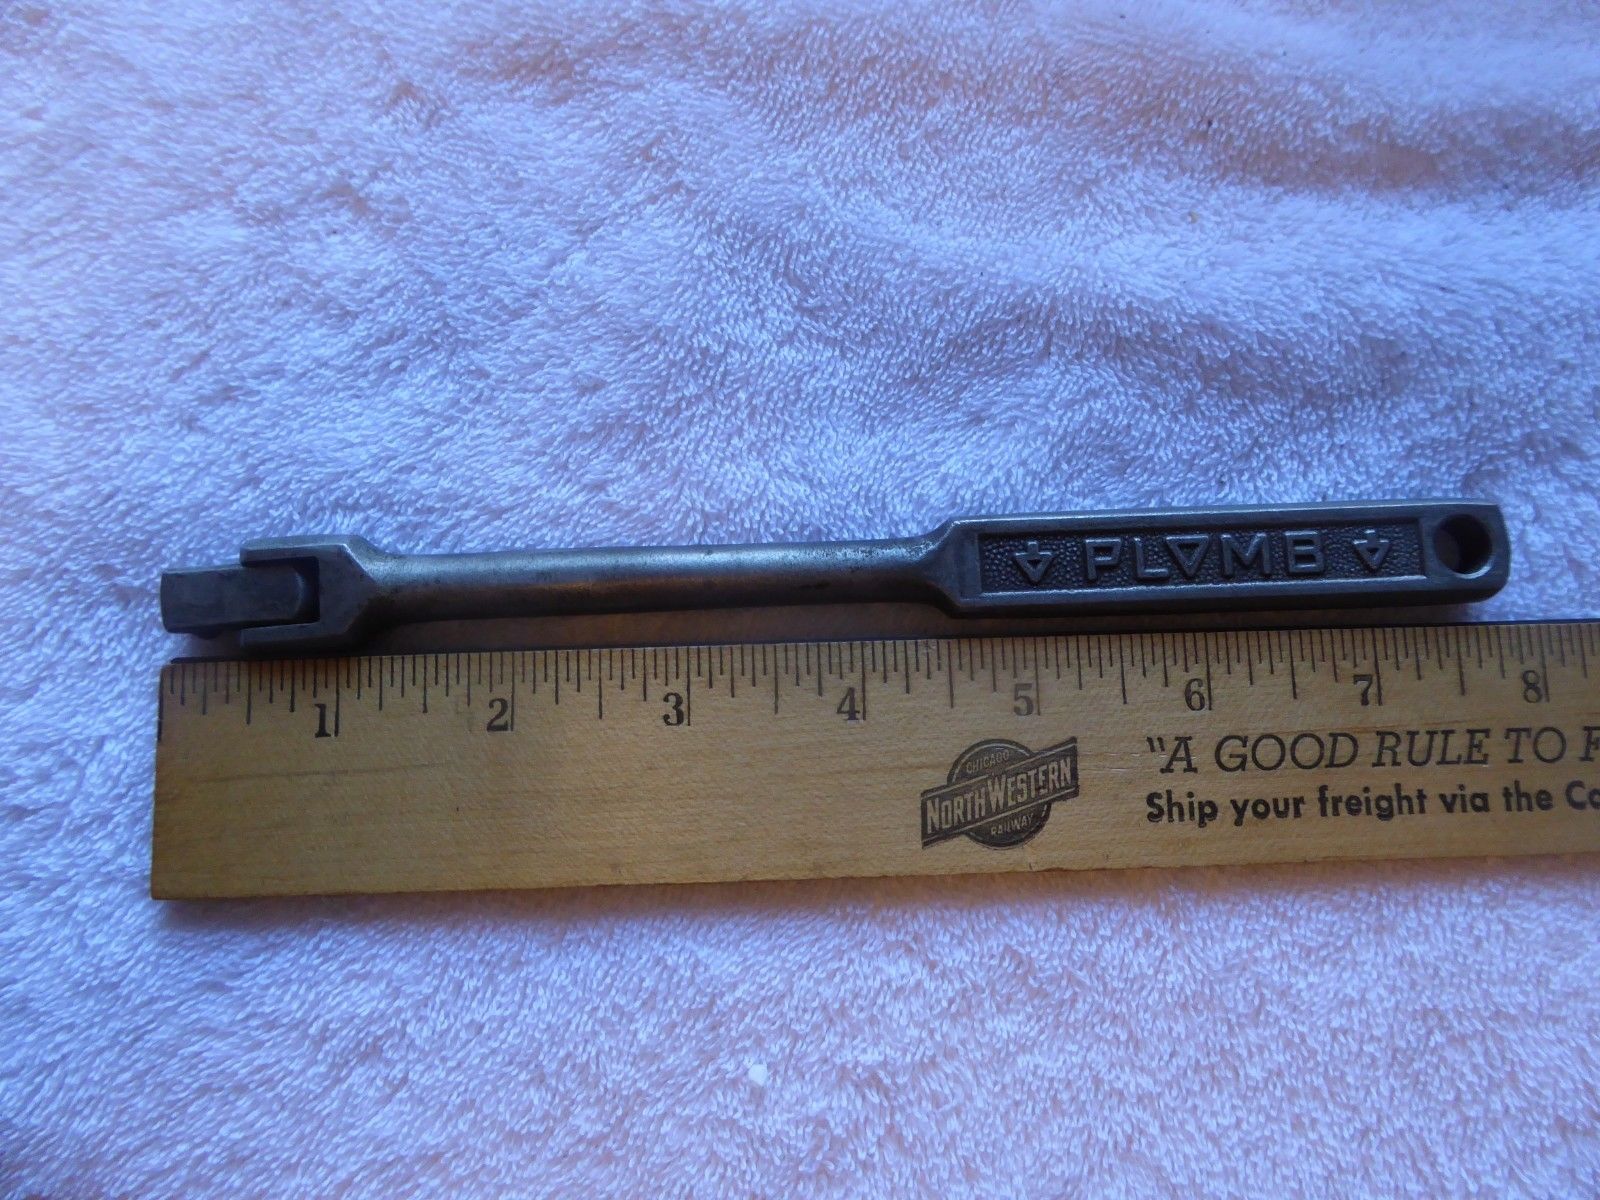 PLVMB
1 2 3 4 5 6 7 8
CHICAGO
NORTH WESTERN
RAILWAY
"A GOOD RULE TO
Ship your freight via the